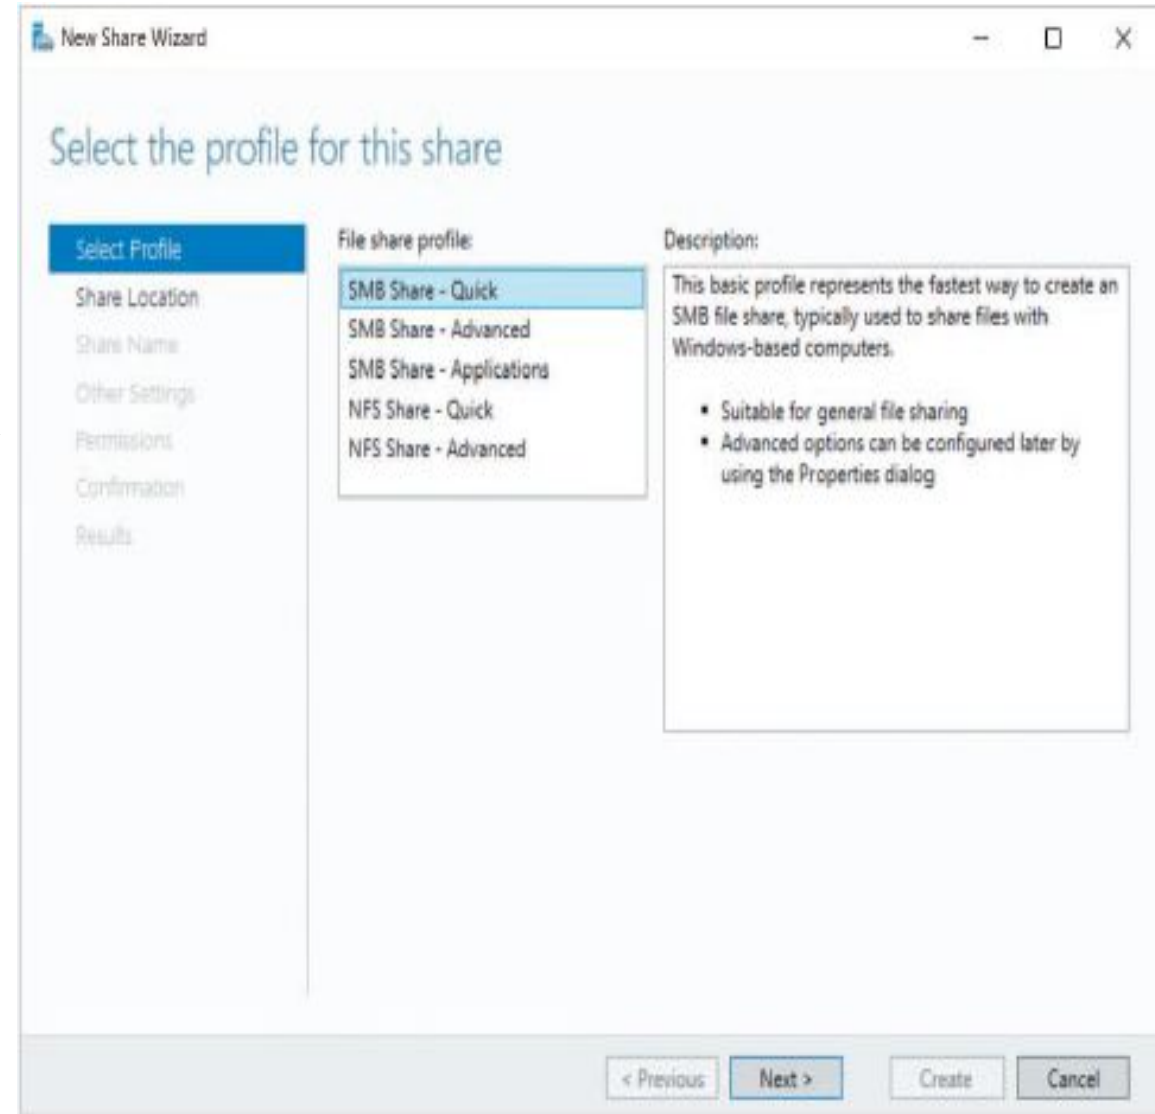 New Share Wizard
Select the profile for this share
Select Profile
Share Location
Share Name
Other Settings
Permissions
Confirmation
Results
File share profile:
SMB Share - Quick
SMB Share - Advanced
SMB Share - Applications
NFS Share - Quick
NFS Share - Advanced
Description:
This basic profile represents the fastest way to create an
SMB file share, typically used to share files with
Windows-based computers.
▪ Suitable for general file sharing
▪ Advanced options can be configured later by
using the Properties dialog
< Previous
Next >
Create
Cancel